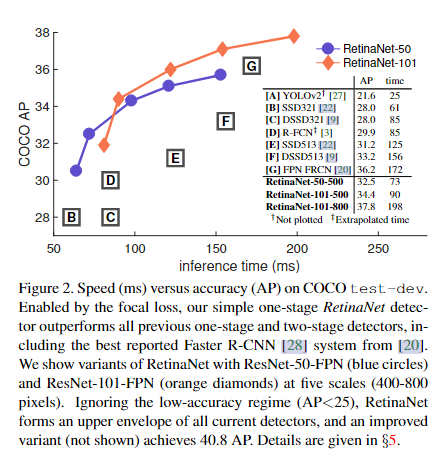 38
36
34
32
30
28
COCO AP
50 100 150 200 250
inference time (ms)
RetinaNet-50
RetinaNet-101
G
F
E
D
B C
AP time
[A] YOLOv2† [27] 21.6 25
[B] SSD321 [22] 28.0 61
[C] DSSD321 [9] 28.0 85
[D] R-FCN‡ [3] 29.9 85
[E] SSD513 [22] 31.2 125
[F] DSSD513 [9] 33.2 156
[G] FPN FRCN [20] 36.2 172
RetinaNet-50-500 32.5 73
RetinaNet-101-500 34.4 90
RetinaNet-101-800 37.8 198
†Not plotted ‡Extrapolated time
Figure 2. Speed (ms) versus accuracy (AP) on COCO test-dev.
Enabled by the focal loss, our simple one-stage RetinaNet detec-
tor outperforms all previous one-stage and two-stage detectors, in-
cluding the best reported Faster R-CNN [28] system from [20].
We show variants of RetinaNet with ResNet-50-FPN (blue circles)
and ResNet-101-FPN (orange diamonds) at five scales (400-800
pixels). Ignoring the low-accuracy regime (AP<25), RetinaNet
forms an upper envelope of all current detectors, and an improved
variant (not shown) achieves 40.8 AP. Details are given in §5.